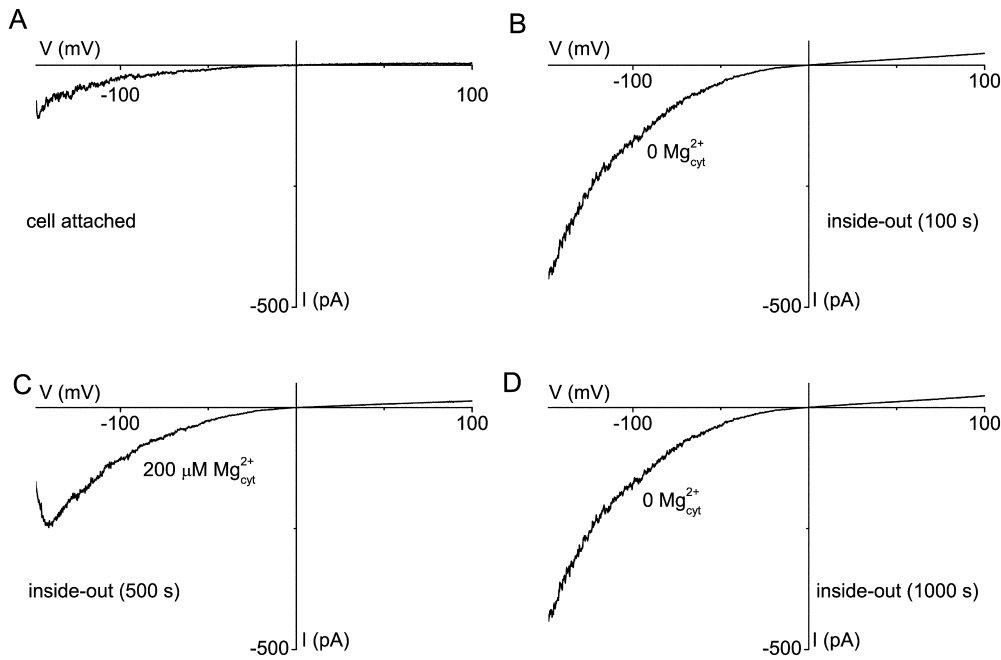 A
V (mV)
-100
100
cell attached
-500
I (pA)
B
V (mV)
-100
100
0 Mg²⁺cyt
inside-out (100 s)
-500
I (pA)
C
V (mV)
-100
100
200 μM Mg²⁺cyt
inside-out (500 s)
-500
I (pA)
D
V (mV)
-100
100
0 Mg²⁺cyt
inside-out (1000 s)
-500
I (pA)